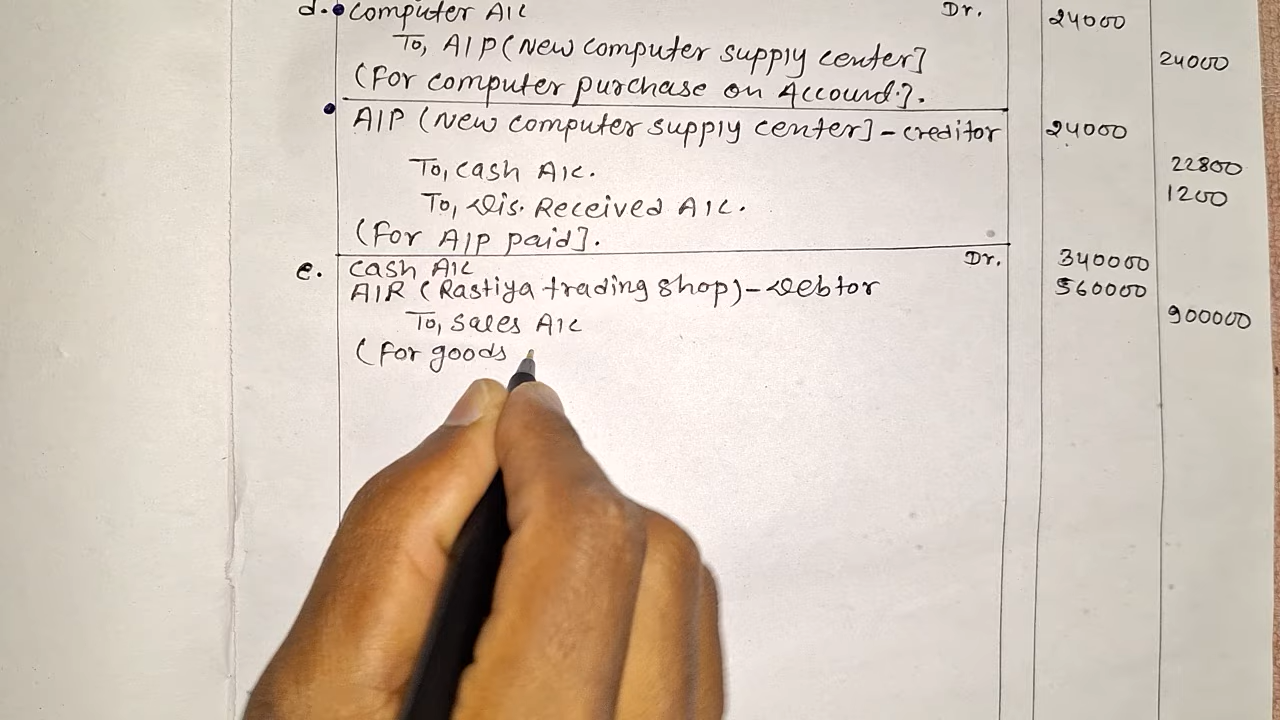 d. Computer A/C Dr. 24000
To, A/P (New computer supply center] 24000
(For computer purchase on Account].
A/P (New computer supply center] - creditor 24000
To, cash A/C. 22800
To, Dis. Received A/C. 1200
(For A/P paid].
e. Cash A/C Dr. 340000
A/R (Rastiya trading shop) - Debtor 560000
To, sales A/C 900000
(For goods